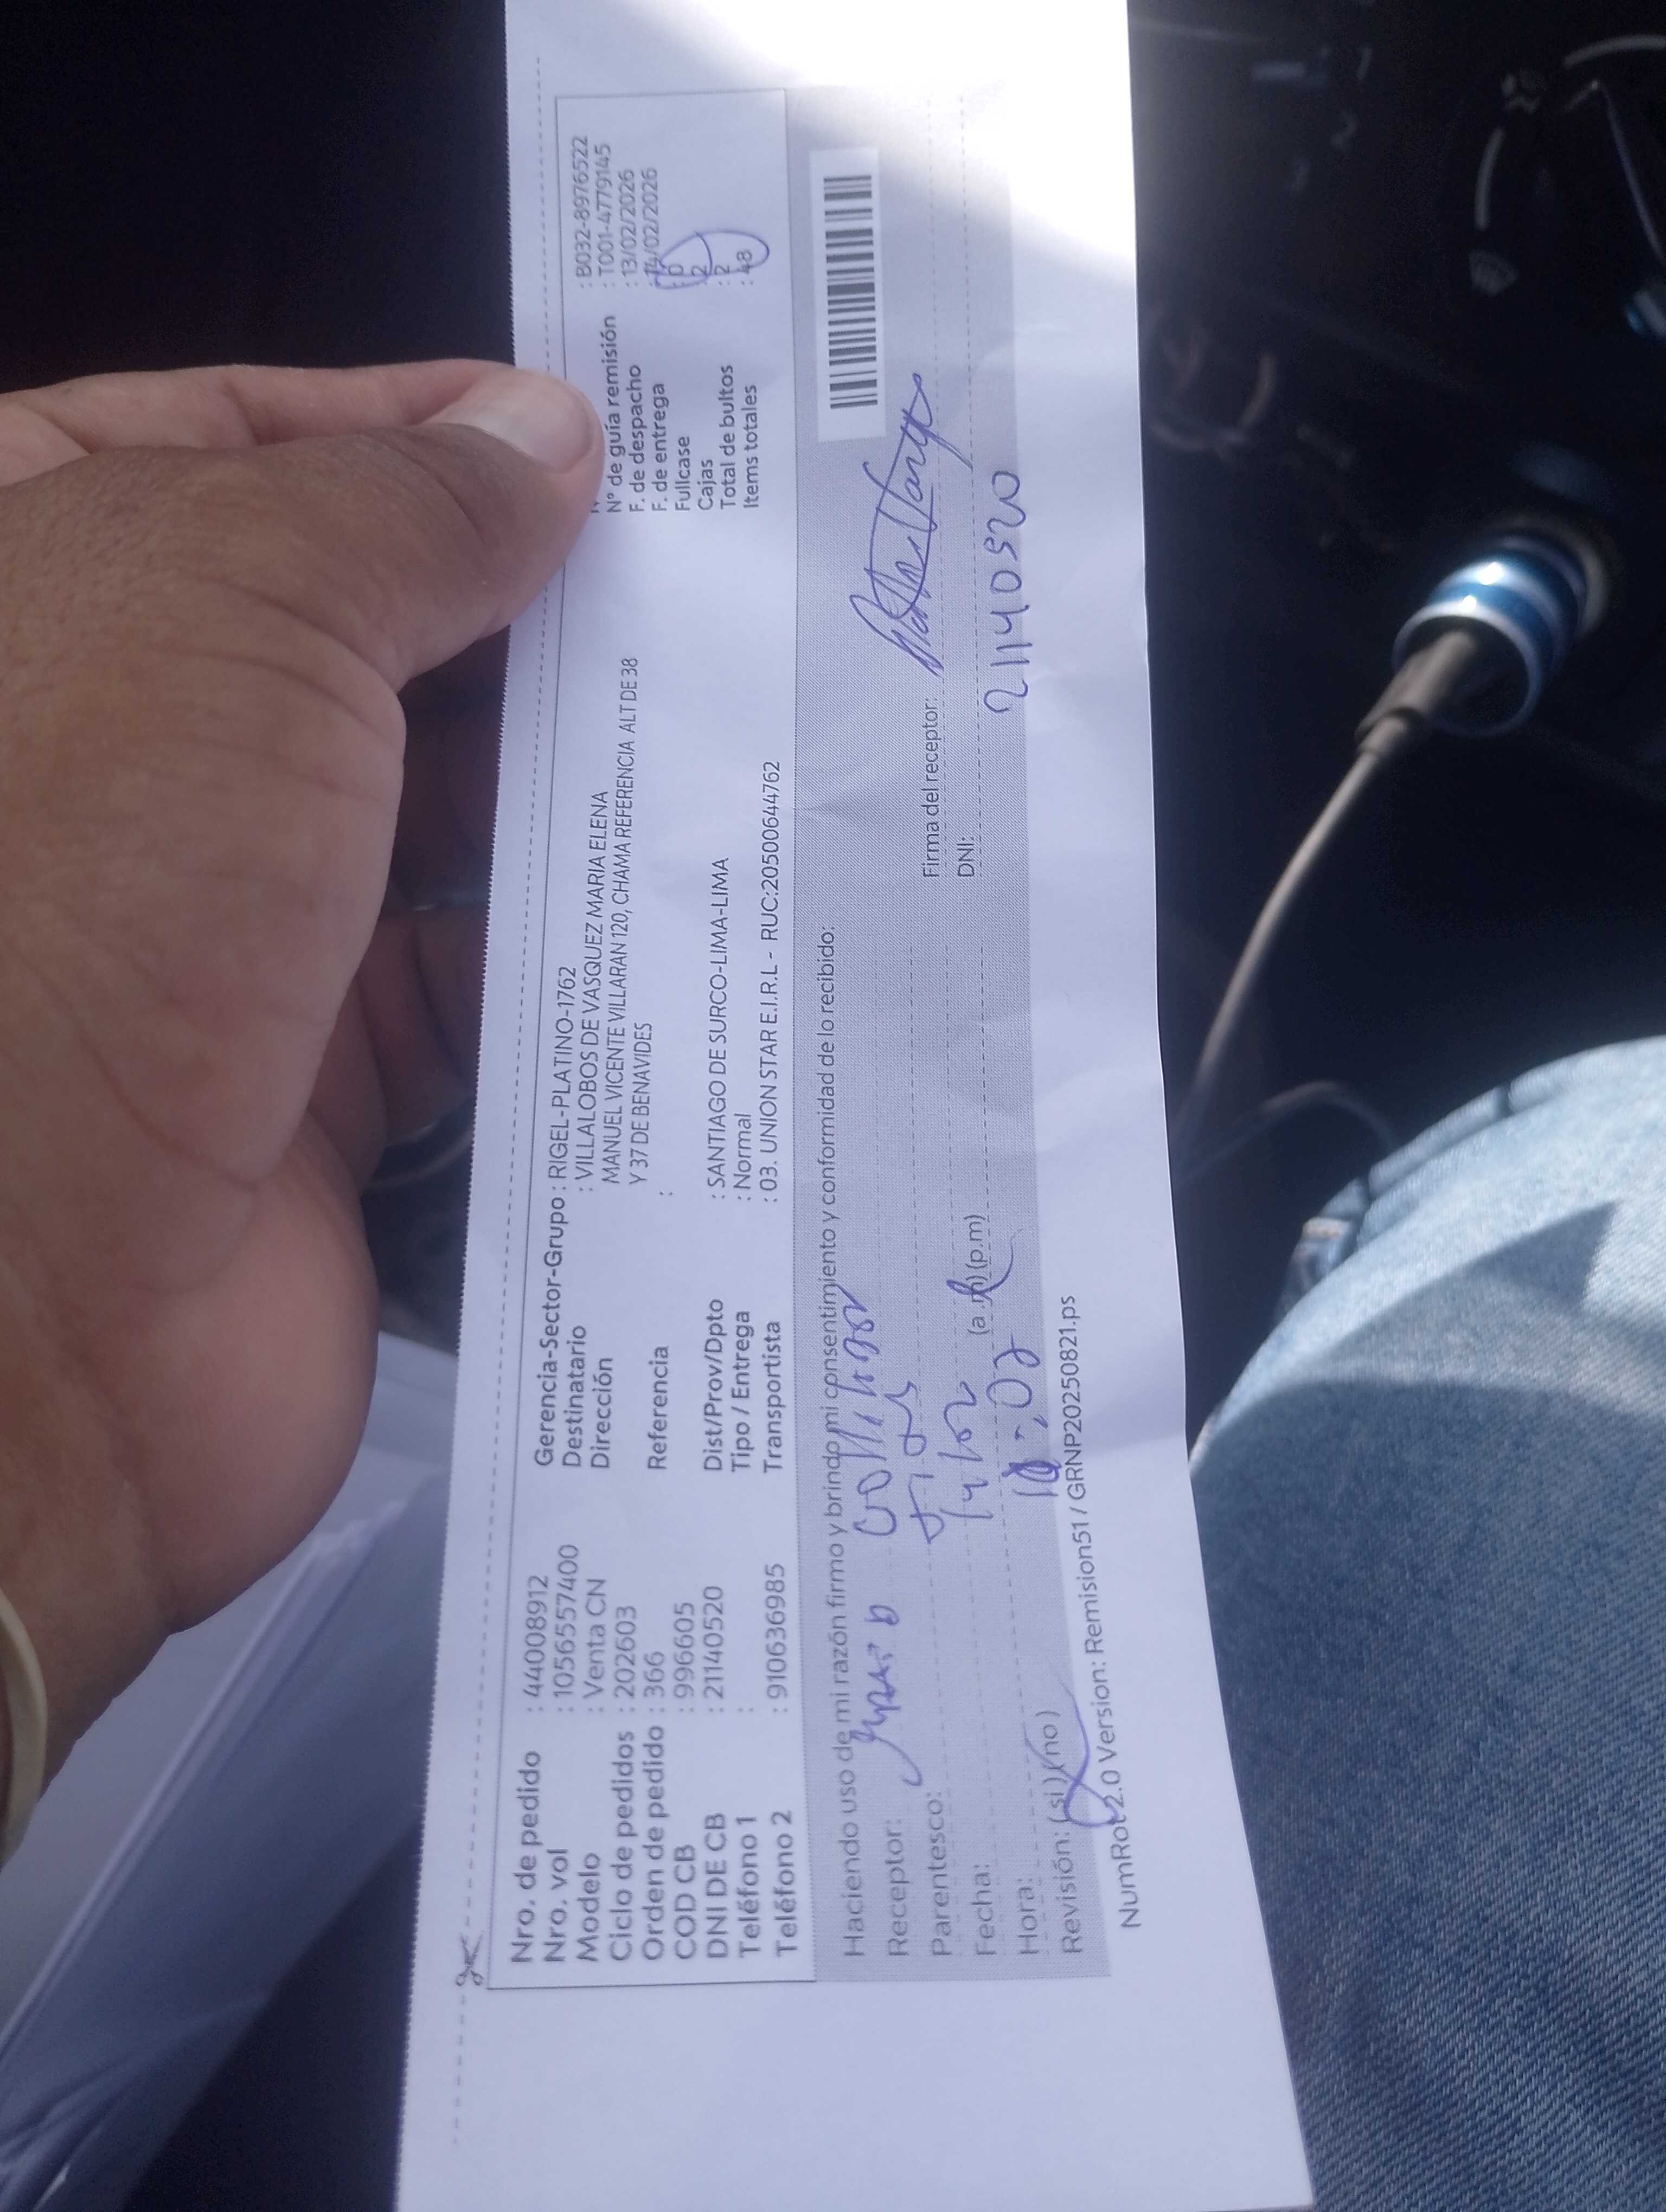 Nro. de pedido : 44008912
Nro. vol : 10565557400
Modelo : Venta CN
Ciclo de pedidos : 202603
Orden de pedido : 366
COD CB : 996605
DNI DE CB : 21140520
Teléfono 1 :
Teléfono 2 : 910636985
Gerencia-Sector-Grupo : RIGEL-PLATINO-1762
Destinatario : VILLALOBOS DE VASQUEZ MARIA ELENA
Dirección MANUEL VICENTE VILLARAN 120, CHAMA REFERENCIA ALT DE 38
Y 37 DE BENAVIDES
Referencia :
Dist/Prov/Dpto : SANTIAGO DE SURCO-LIMA-LIMA
Tipo / Entrega : Normal
Transportista : 03. UNION STAR E.I.R.L - RUC:20500644762
: B032-8976522
N° de guía remisión : T001-4779145
F. de despacho : 13/02/2026
F. de entrega : 14/02/2026
Fullcase : 0
Cajas : 2
Total de bultos : 2
Items totales : 48
Haciendo uso de mi razón firmo y brindo mi consentimiento y conformidad de lo recibido:
Receptor:
Parentesco:
Fecha: 14/02
Hora: 10:02 (a.m) (p.m)
Revisión: (si) (no)
Firma del receptor:
DNI: 21140520
NumRot 2.0 Version: Remision51 / GRNP20250821.ps